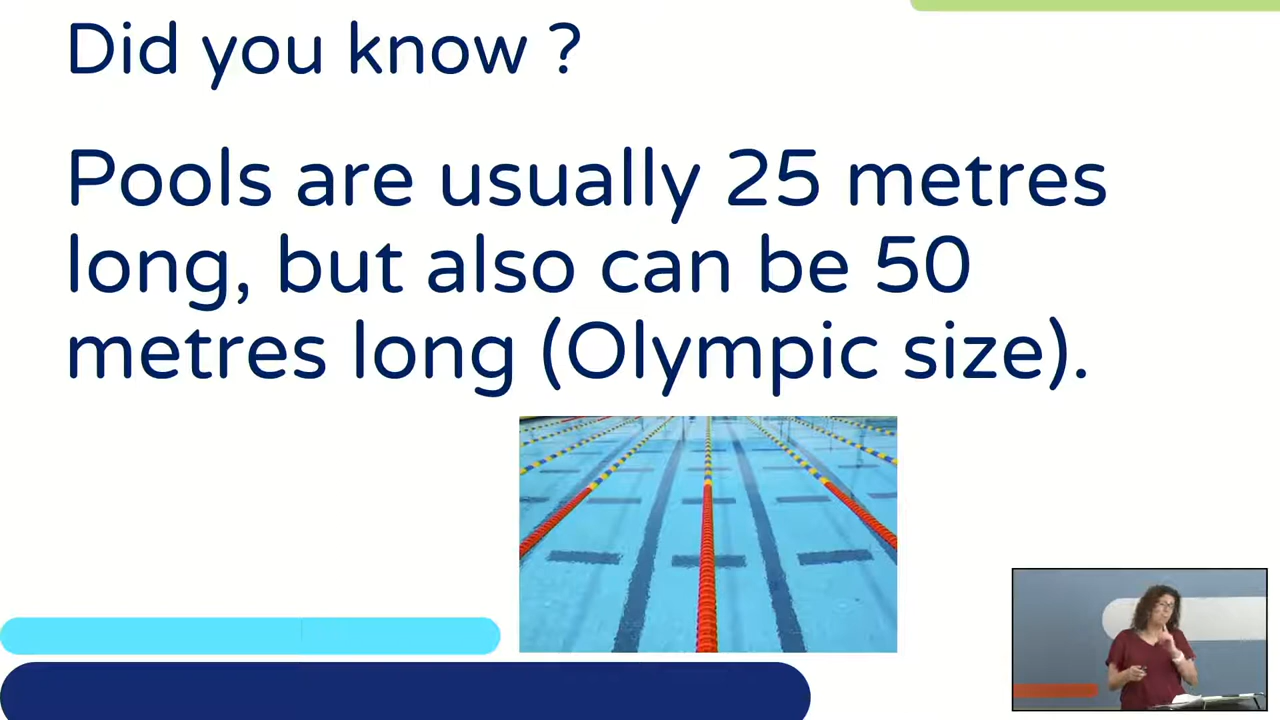 Did you know ?
Pools are usually 25 metres
long, but also can be 50
metres long (Olympic size).